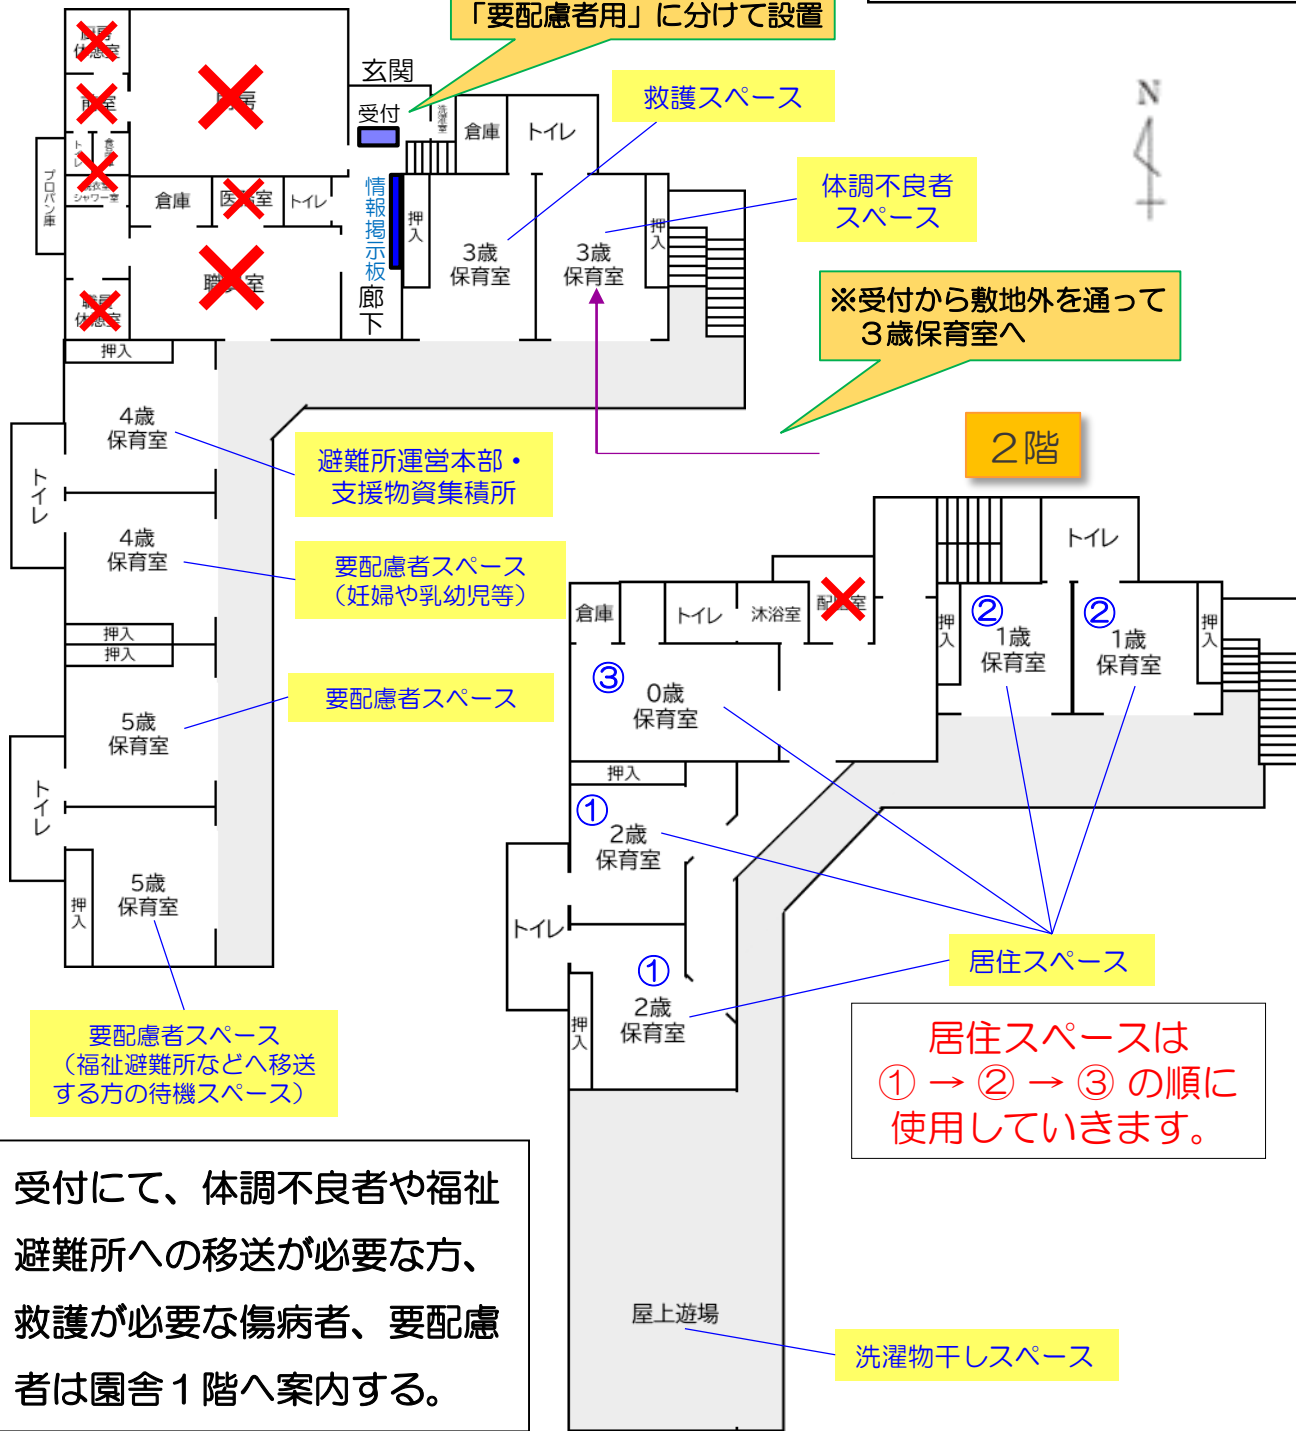 「要配慮者用」に分けて設置
玄関
受付
洗濯室
倉庫
トイレ
救護スペース
N
体調不良者
スペース
休憩室
プロパン庫
シャワー室
倉庫
トイレ
情報掲示板
押入
3歳
保育室
3歳
保育室
押入
廊下
休憩室
※受付から敷地外を通って
３歳保育室へ
押入
4歳
保育室
トイレ
避難所運営本部・
支援物資集積所
２階
4歳
保育室
要配慮者スペース
（妊婦や乳幼児等）
押入
押入
要配慮者スペース
5歳
保育室
トイレ
5歳
保育室
押入
要配慮者スペース
（福祉避難所などへ移送
する方の待機スペース）
トイレ
倉庫
トイレ
沐浴室
押入
②
1歳
保育室
②
1歳
保育室
押入
③
0歳
保育室
押入
①
2歳
保育室
トイレ
①
2歳
保育室
押入
居住スペース
居住スペースは
① → ② → ③ の順に
使用していきます。
受付にて、体調不良者や福祉
避難所への移送が必要な方、
救護が必要な傷病者、要配慮
者は園舎１階へ案内する。
屋上遊場
洗濯物干しスペース